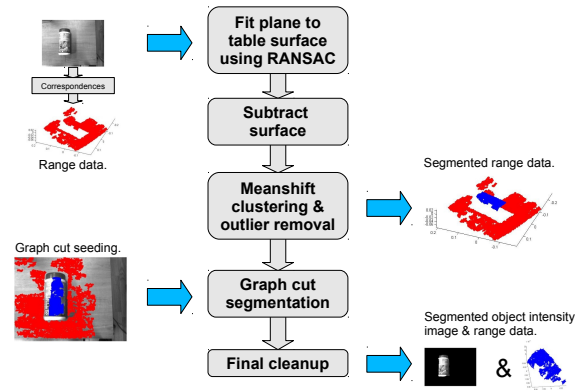 Fit plane to
table surface
using RANSAC
Correspondences
Range data.
Subtract
surface
Segmented range data.
Meanshift
clustering &
outlier removal
Graph cut seeding.
Graph cut
segmentation
Segmented object intensity
image & range data.
Final cleanup
&